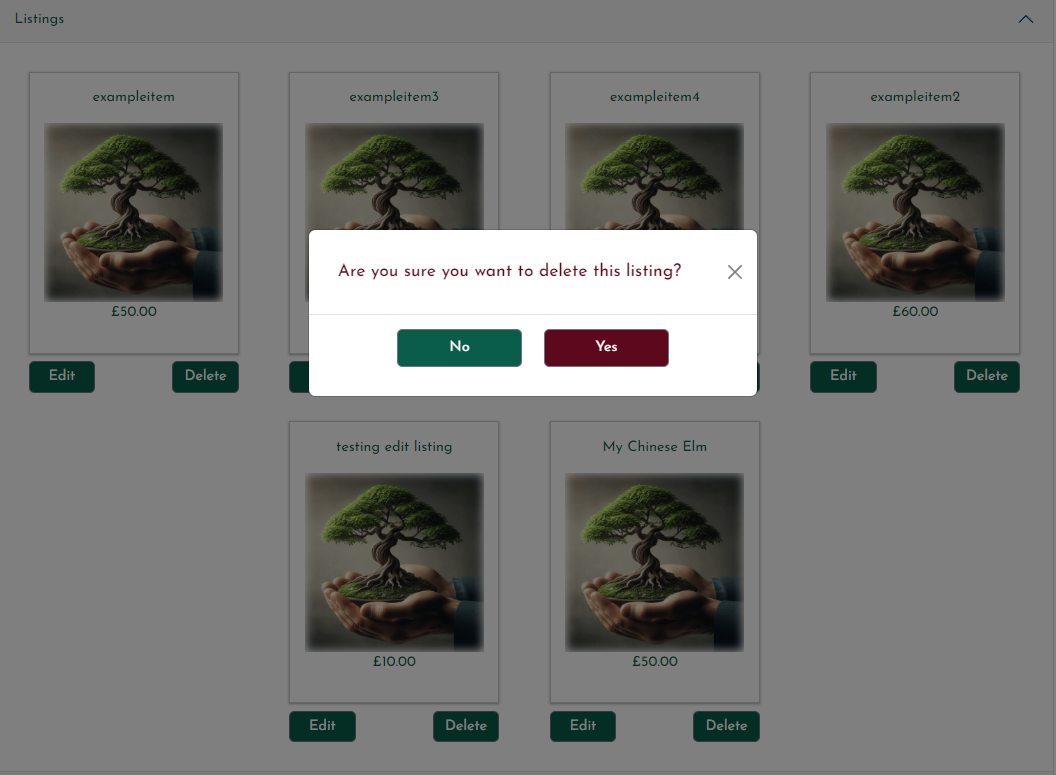 Listings
exampleitem
exampleitem3
exampleitem4
exampleitem2
Are you sure you want to delete this listing?
No
Yes
£50.00
£60.00
Edit
Delete
Edit
Delete
testing edit listing
My Chinese Elm
£10.00
£50.00
Edit
Delete
Edit
Delete